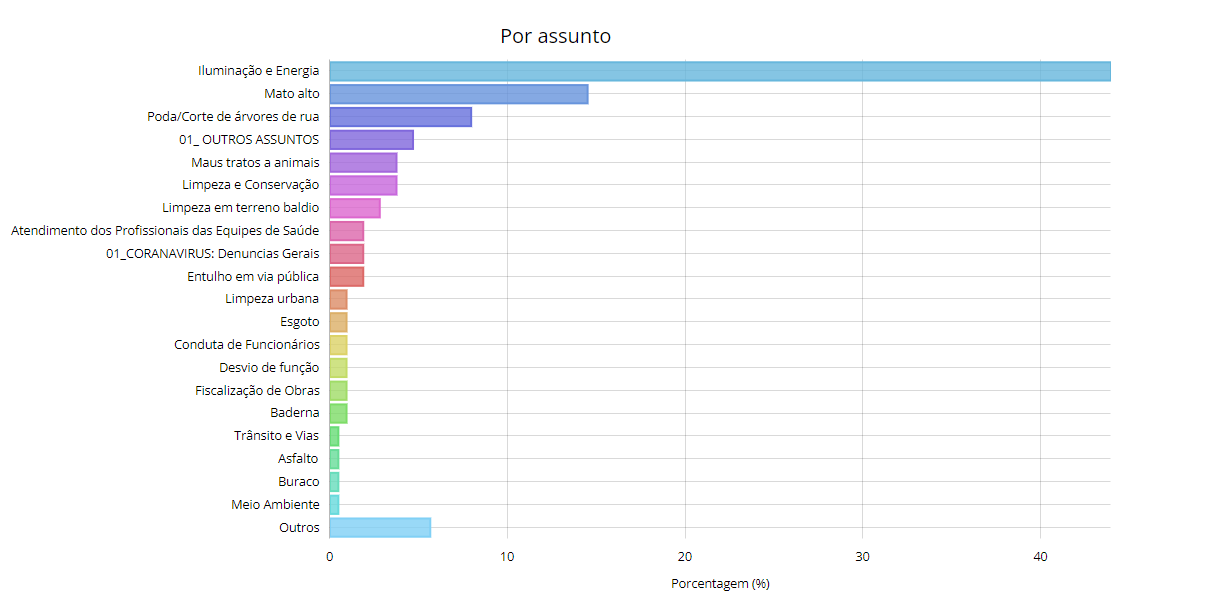 Por assunto
Iluminação e Energia
Mato alto
Poda/Corte de árvores de rua
01_ OUTROS ASSUNTOS
Maus tratos a animais
Limpeza e Conservação
Limpeza em terreno baldio
Atendimento dos Profissionais das Equipes de Saúde
01_CORANAVIRUS: Denuncias Gerais
Entulho em via pública
Limpeza urbana
Esgoto
Conduta de Funcionários
Desvio de função
Fiscalização de Obras
Baderna
Trânsito e Vias
Asfalto
Buraco
Meio Ambiente
Outros
0 10 20 30 40
Porcentagem (%)